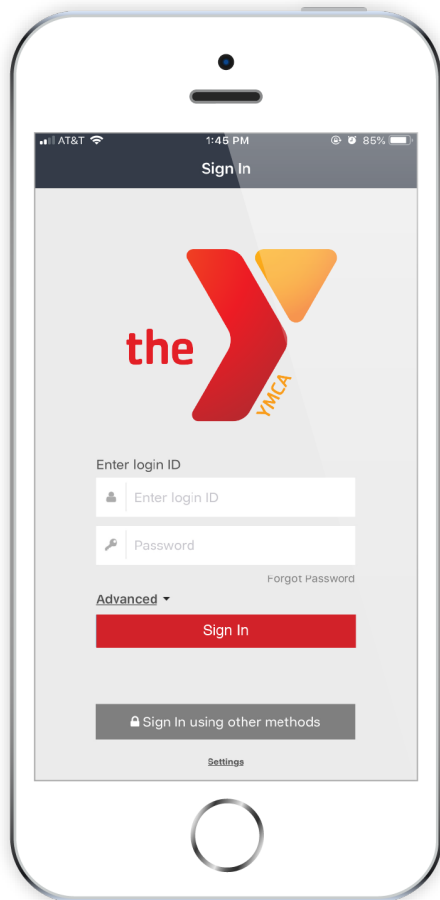 AT&T 1:45 PM 85%
Sign In
the
YMCA
Enter login ID
Enter login ID
Password
Forgot Password
Advanced
Sign In
Sign In using other methods
Settings